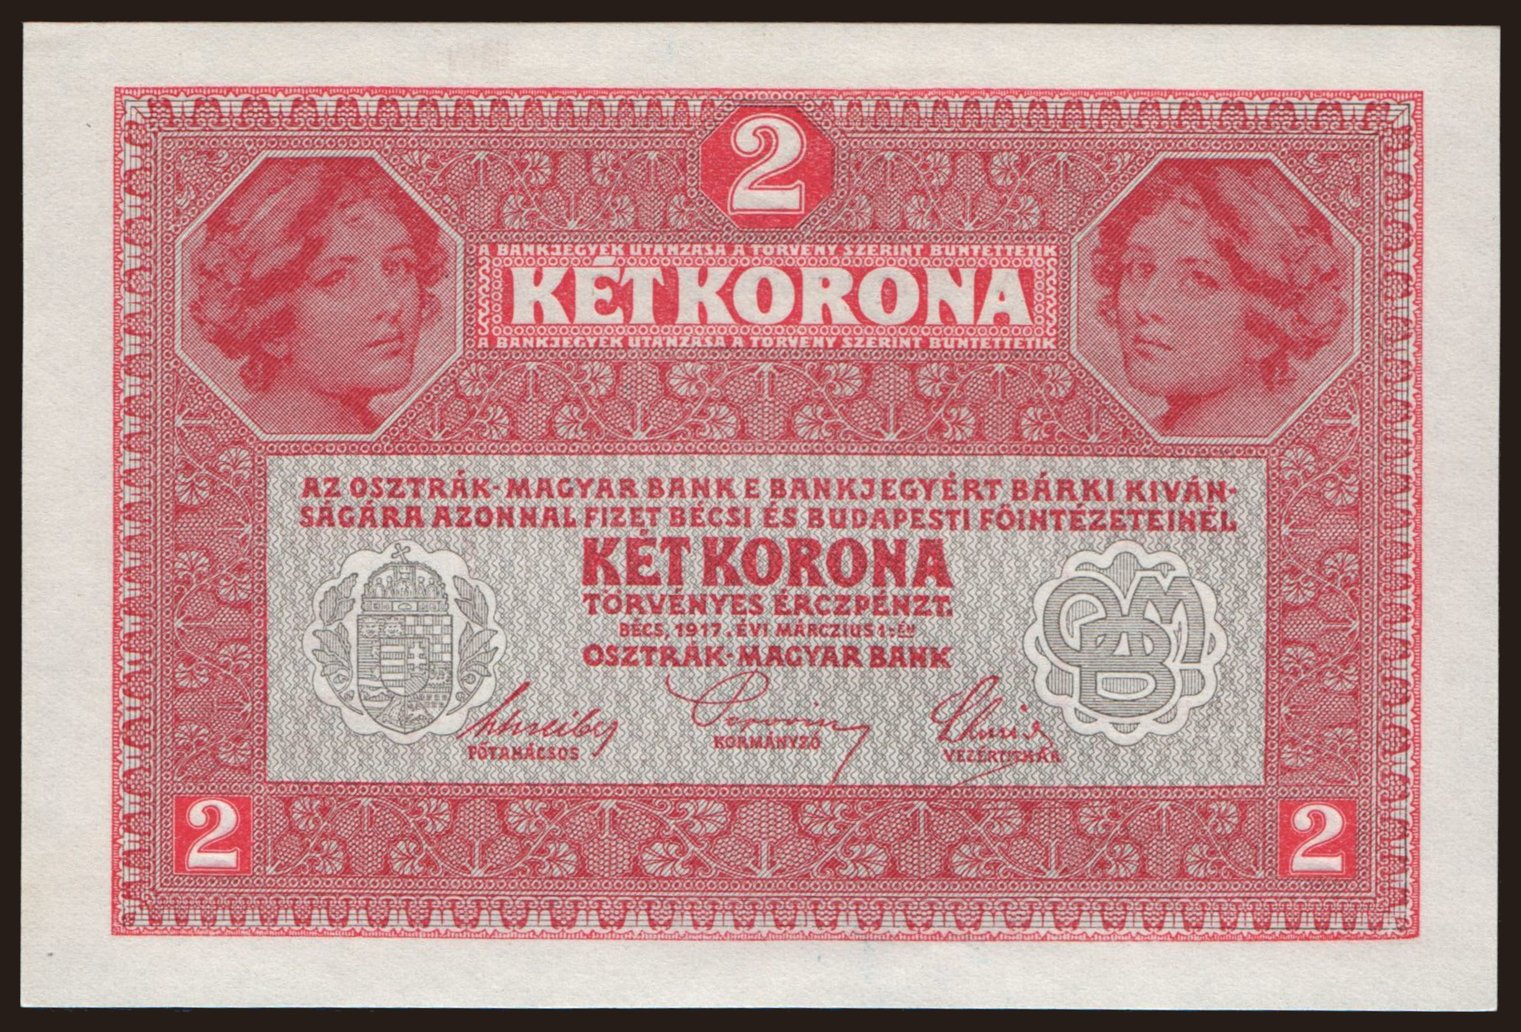 2
A BANKJEGYEK UTÁNZÁSA A TÖRVÉNY SZERINT BÜNTETTETIK
KÉT KORONA
A BANKJEGYEK UTÁNZÁSA A TÖRVÉNY SZERINT BÜNTETTETIK
AZ OSZTRÁK-MAGYAR BANK E BANKJEGYÉRT BÁRKI KIVÁN-
SÁGÁRA AZONNAL FIZET BÉCSI ÉS BUDAPESTI FŐINTÉZETEINÉL
KÉT KORONA
TÖRVÉNYES ÉRCZPÉNZT.
BÉCS, 1917. ÉVI MÁRCZIUS 1-ÉN
OSZTRÁK-MAGYAR BANK
FŐTANÁCSOS
KORMÁNYZÓ
VEZÉRTITKÁR
2
2